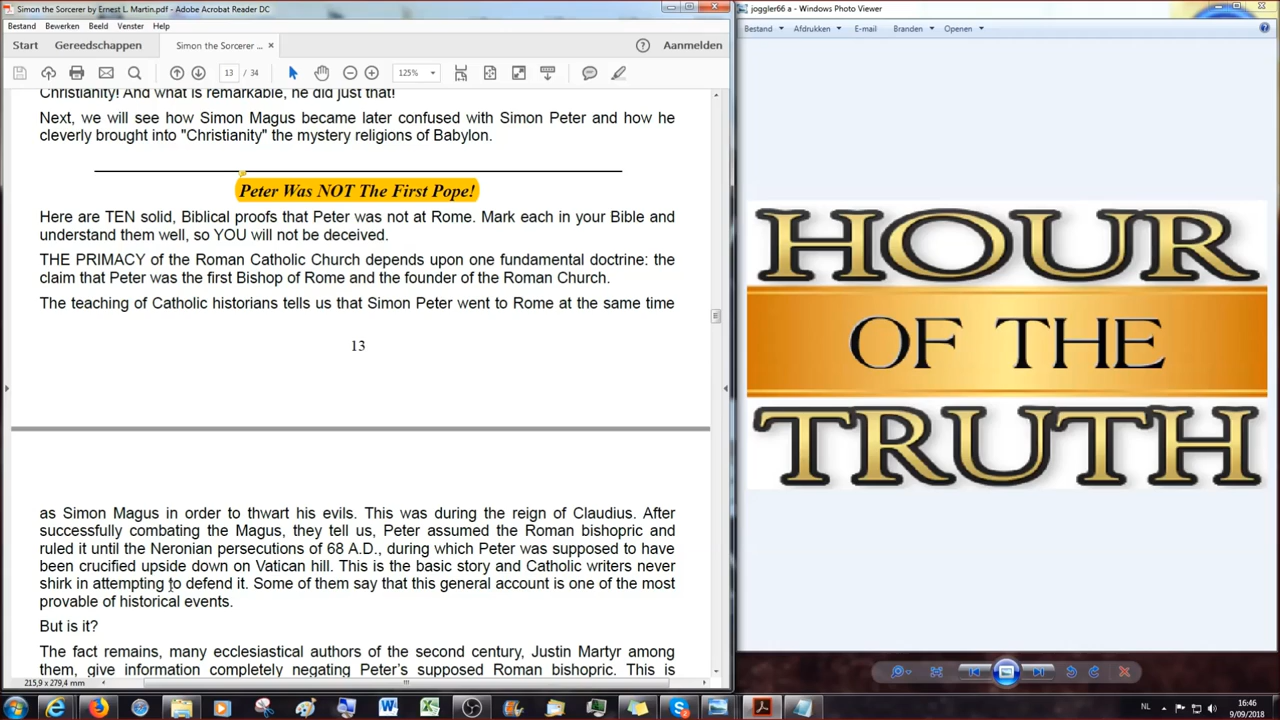 Simon the Sorcerer by Ernest L. Martin.pdf - Adobe Acrobat Reader DC
Bestand Bewerken Beeld Venster Help
Start Gereedschappen Simon the Sorcerer ... × Aanmelden
13 / 34 125%
Christianity! And what is remarkable, he did just that!
Next, we will see how Simon Magus became later confused with Simon Peter and how he
cleverly brought into "Christianity" the mystery religions of Babylon.
Peter Was NOT The First Pope!
Here are TEN solid, Biblical proofs that Peter was not at Rome. Mark each in your Bible and
understand them well, so YOU will not be deceived.
THE PRIMACY of the Roman Catholic Church depends upon one fundamental doctrine: the
claim that Peter was the first Bishop of Rome and the founder of the Roman Church.
The teaching of Catholic historians tells us that Simon Peter went to Rome at the same time
13
as Simon Magus in order to thwart his evils. This was during the reign of Claudius. After
successfully combating the Magus, they tell us, Peter assumed the Roman bishopric and
ruled it until the Neronian persecutions of 68 A.D., during which Peter was supposed to have
been crucified upside down on Vatican hill. This is the basic story and Catholic writers never
shirk in attempting to defend it. Some of them say that this general account is one of the most
provable of historical events.
But is it?
The fact remains, many ecclesiastical authors of the second century, Justin Martyr among
them, give information completely negating Peter's supposed Roman bishopric. This is
215,9 x 279,4 mm
joggler66 a - Windows Photo Viewer
Bestand Afdrukken E-mail Branden Openen
HOUR
OF THE
TRUTH
NL 16:46
9/09/2018